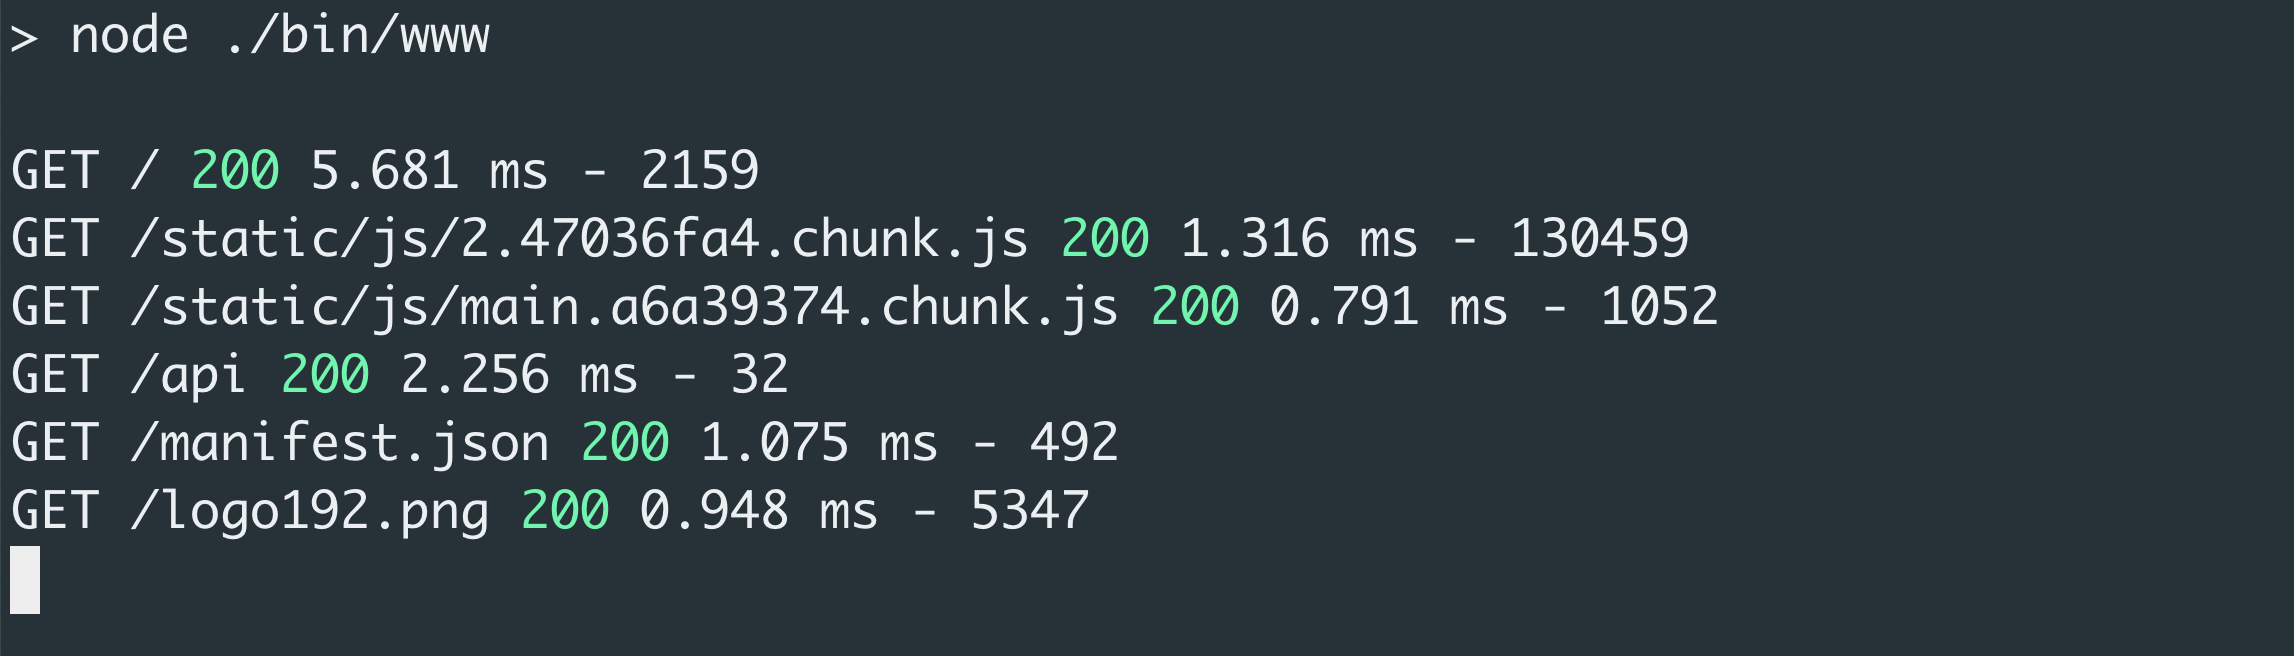 > node ./bin/www
GET / 200 5.681 ms - 2159
GET /static/js/2.47036fa4.chunk.js 200 1.316 ms - 130459
GET /static/js/main.a6a39374.chunk.js 200 0.791 ms - 1052
GET /api 200 2.256 ms - 32
GET /manifest.json 200 1.075 ms - 492
GET /logo192.png 200 0.948 ms - 5347